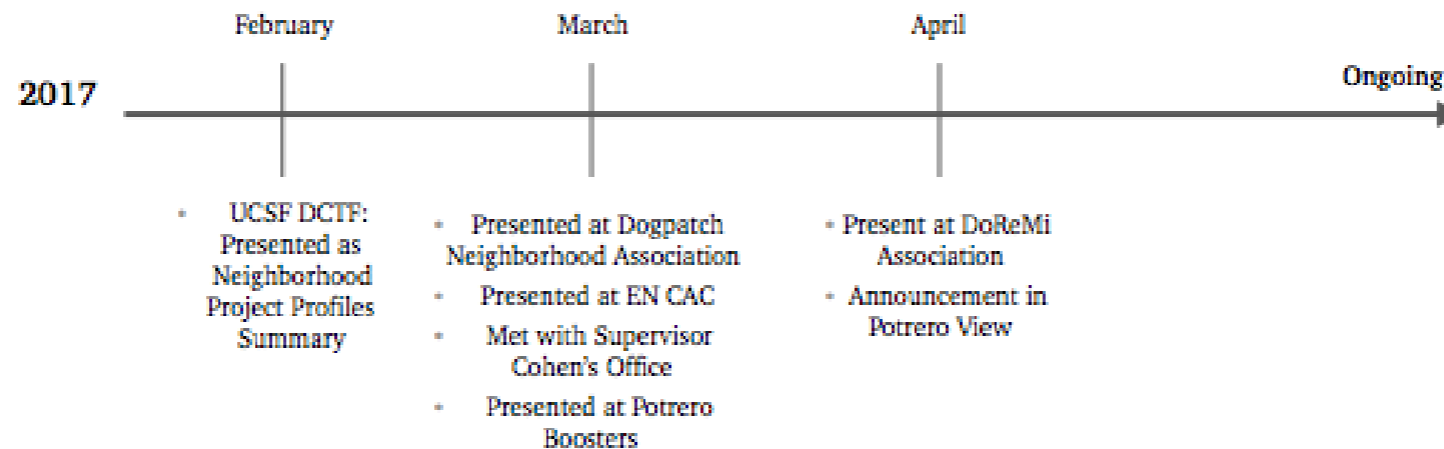 February
March
April
2017
Ongoing
• UCSF DCTF:
Presented as
Neighborhood
Project Profiles
Summary
• Presented at Dogpatch
Neighborhood Association
• Presented at EN CAC
• Met with Supervisor
Cohen's Office
• Presented at Potrero
Boosters
• Present at DoReMi
Association
• Announcement in
Potrero View